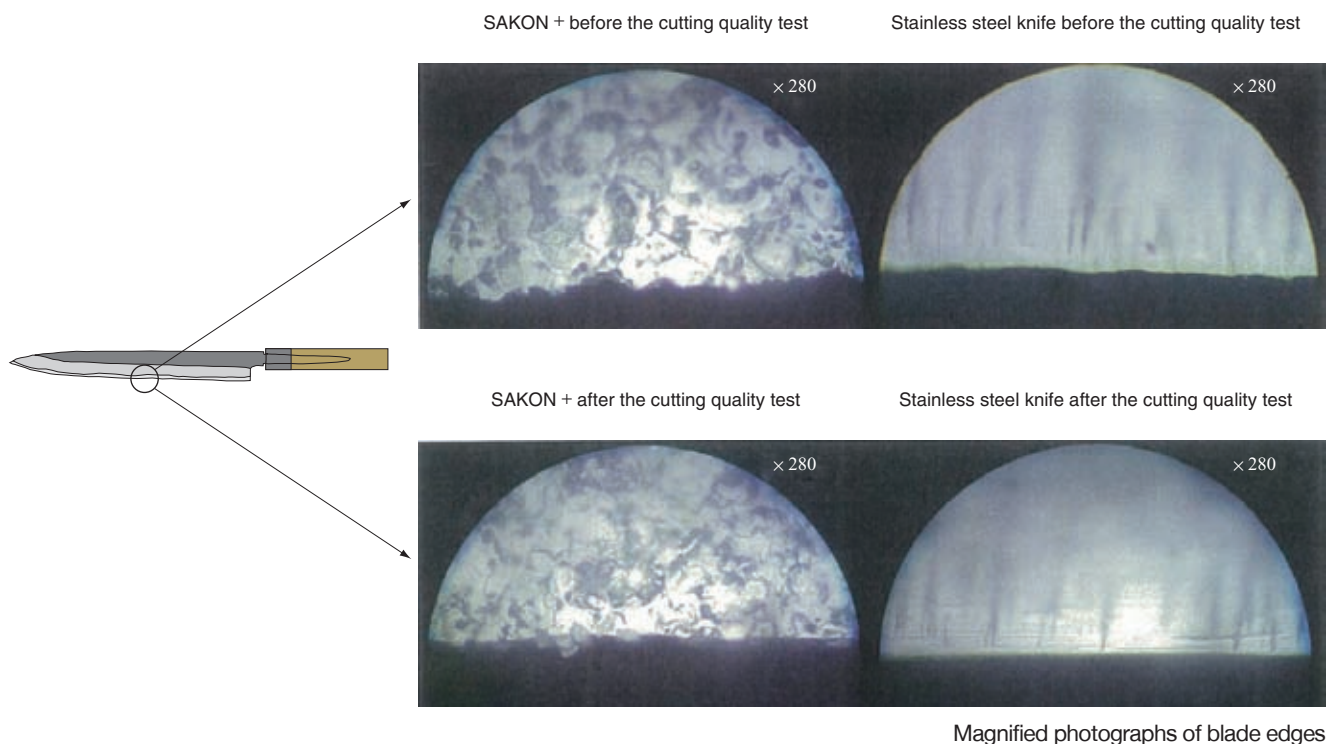 SAKON + before the cutting quality test
Stainless steel knife before the cutting quality test
× 280
× 280
SAKON + after the cutting quality test
Stainless steel knife after the cutting quality test
× 280
× 280
Magnified photographs of blade edges